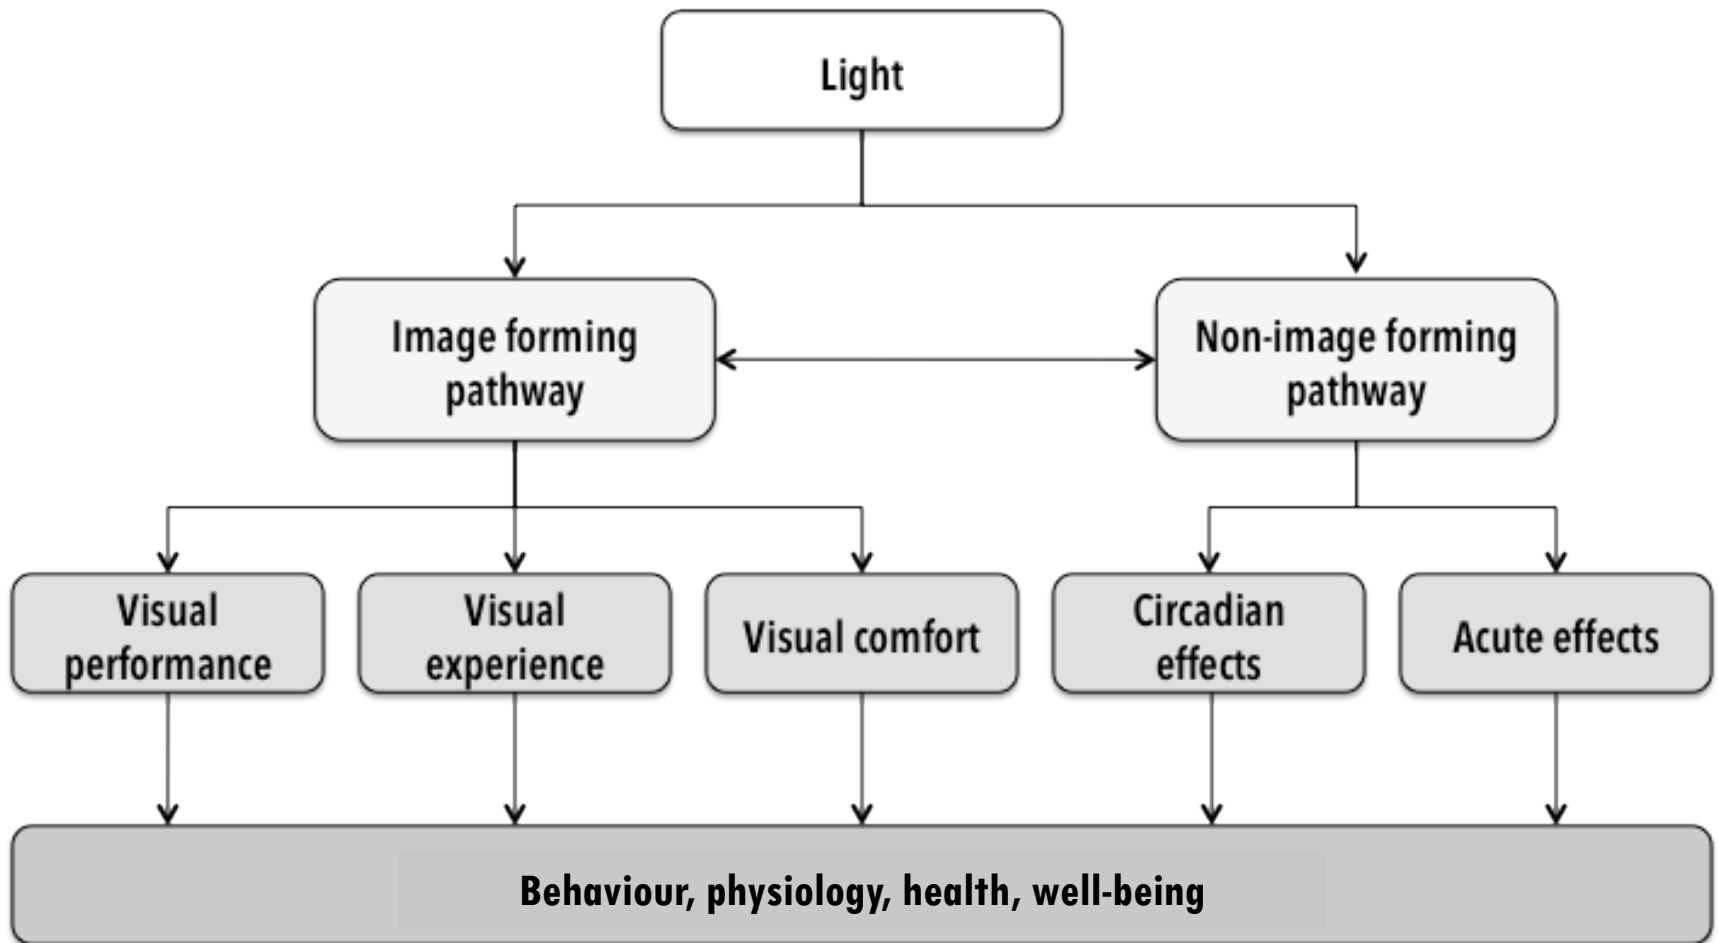 Light
Image forming
pathway
Non-image forming
pathway
Visual
performance
Visual
experience
Visual comfort
Circadian
effects
Acute effects
Behaviour, physiology, health, well-being